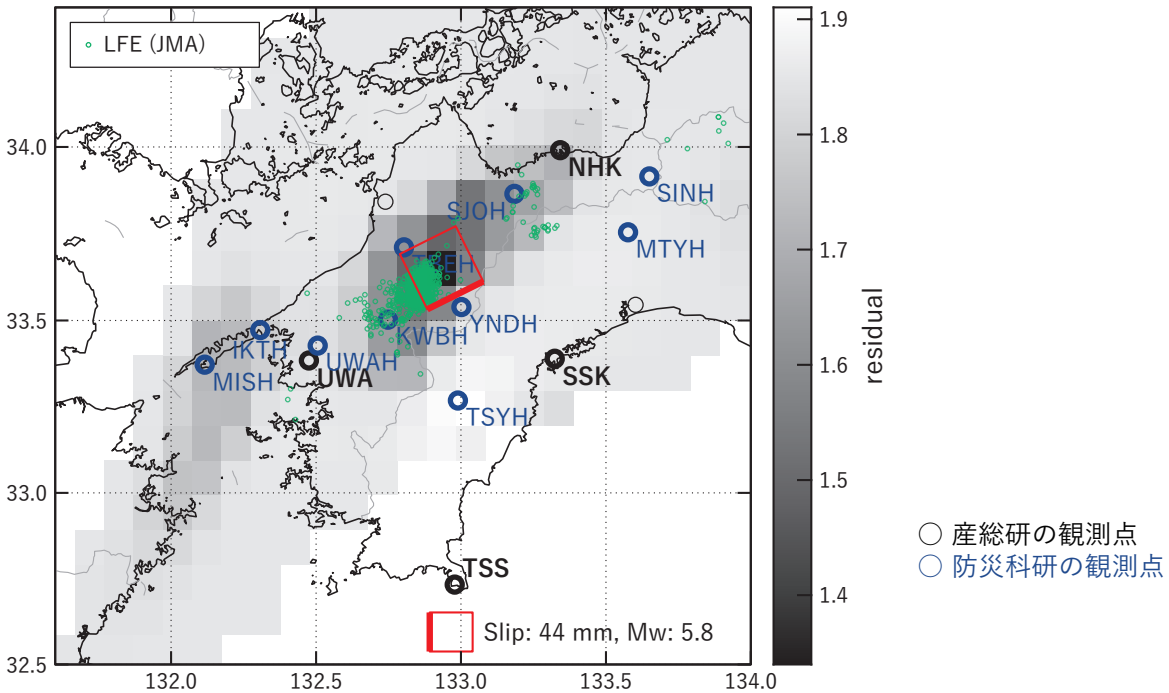 LFE (JMA)
34.0
33.5
33.0
32.5
132.0
132.5
133.0
133.5
134.0
NHK
SINH
SJOH
MTYH
YNDH
KWBH
IKTH
UWAH
MISH
UWA
SSK
TSYH
TSS
Slip: 44 mm, Mw: 5.8
1.9
1.8
1.7
1.6
1.5
1.4
residual
産総研の観測点
防災科研の観測点